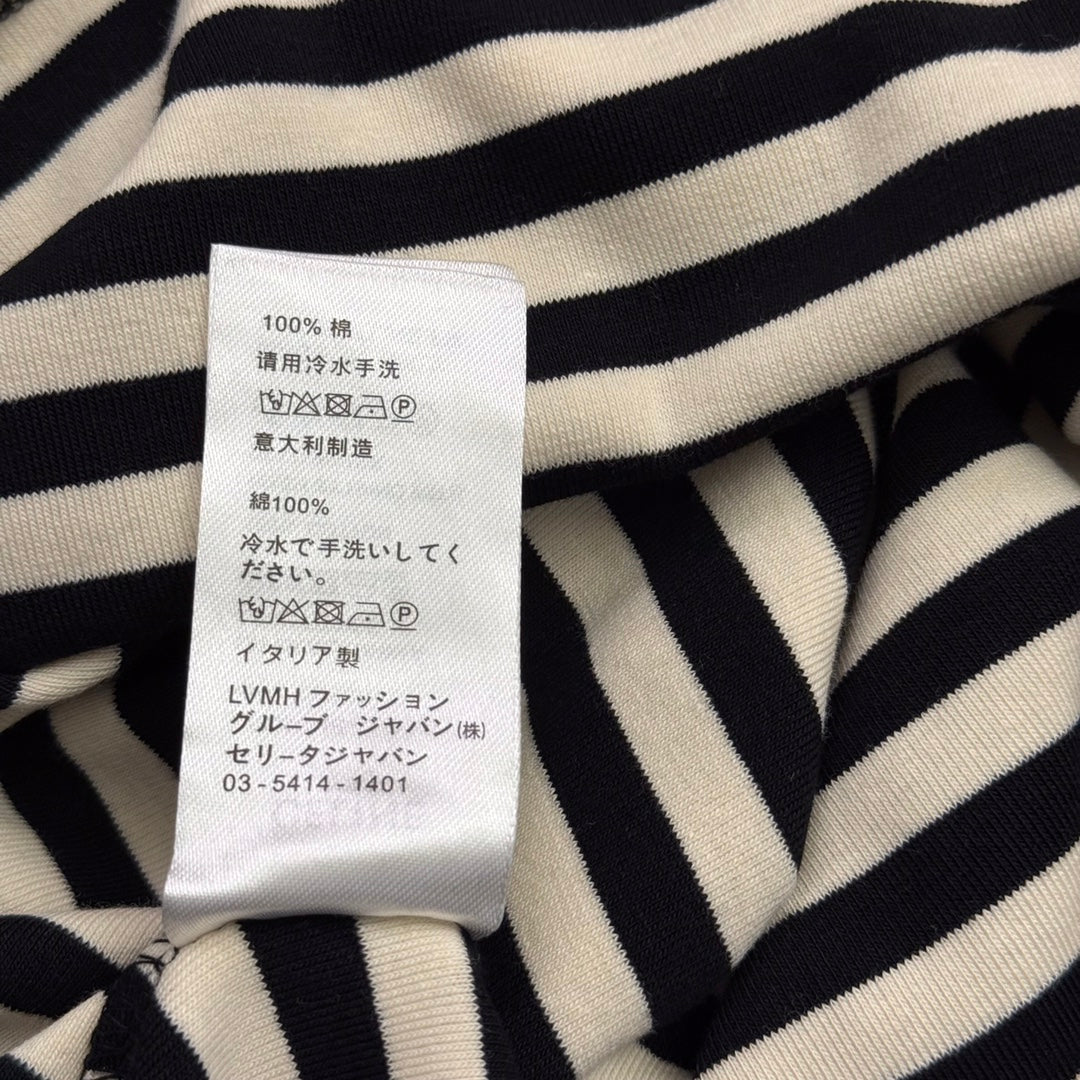 100% 棉
请用冷水手洗
P
意大利制造
綿100%
冷水で手洗いしてく
ださい。
P
イタリア製
LVMH ファッション
グループ ジャパン(株)
セリータジャパン
03-5414-1401